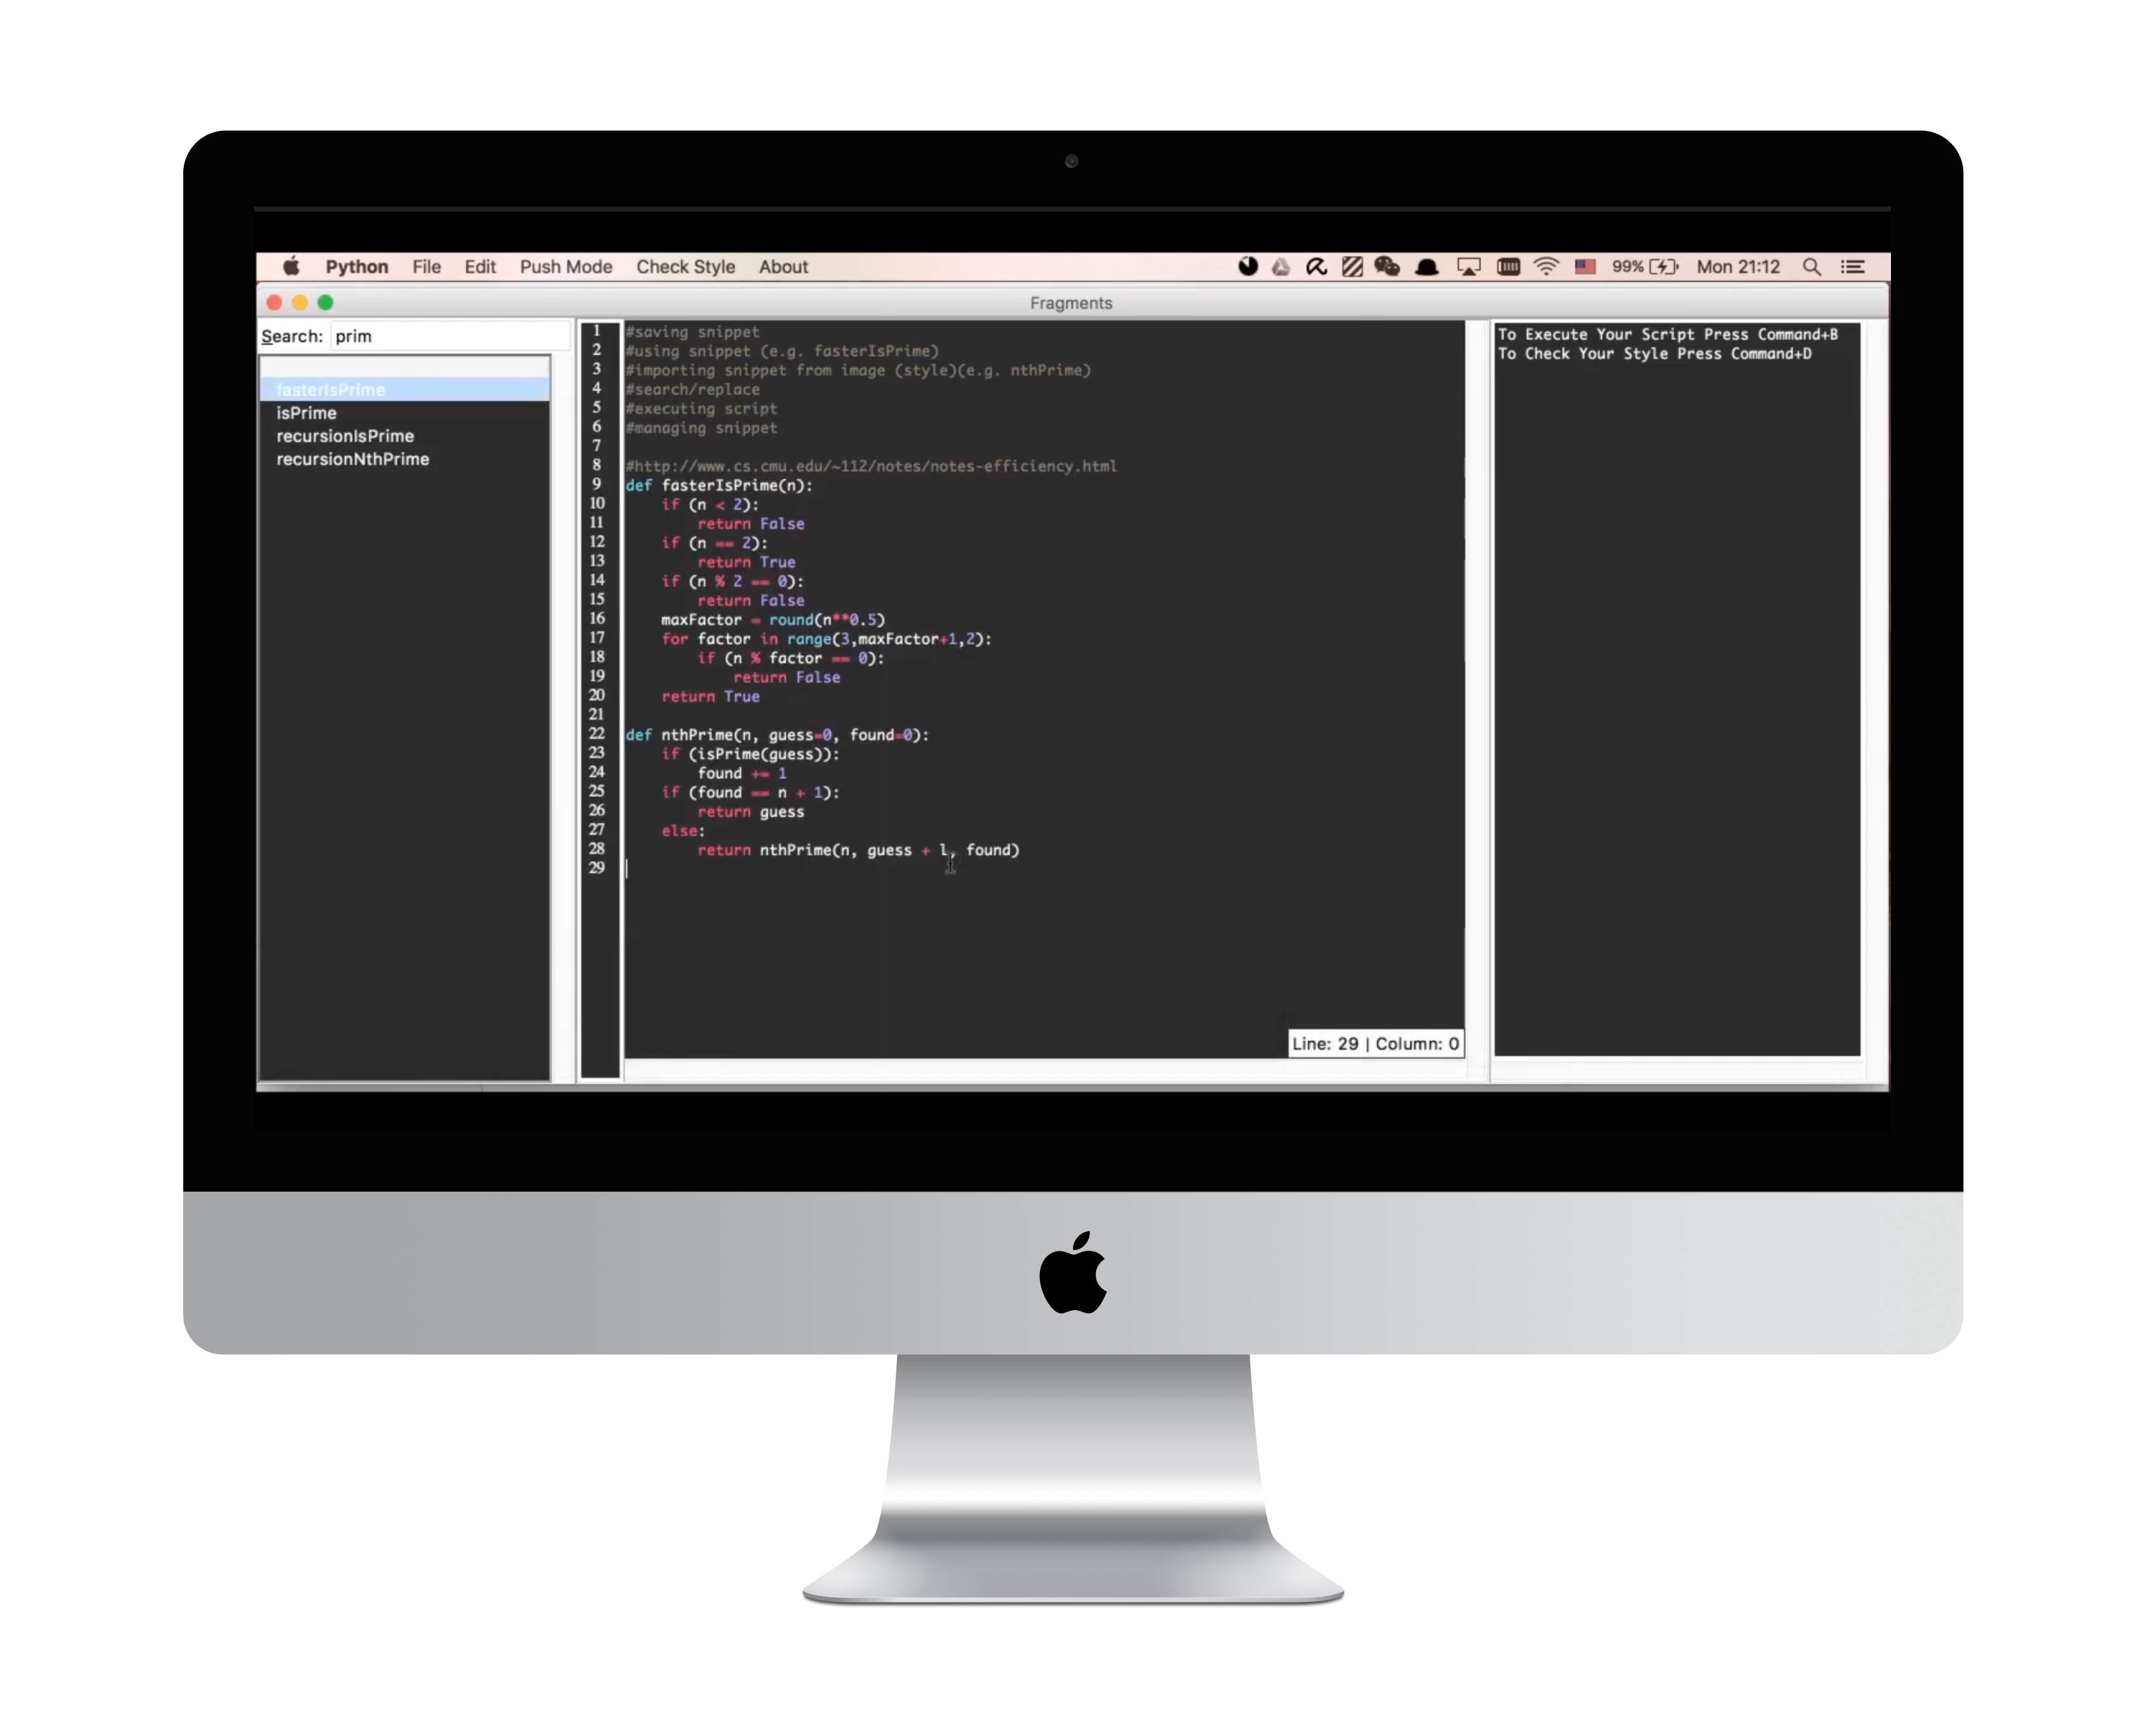 Python File Edit Push Mode Check Style About 99% Mon 21:12
Fragments
Search: prim
fasterIsPrime
isPrime
recursionIsPrime
recursionNthPrime
1 #saving snippet
2 #using snippet (e.g. fasterIsPrime)
3 #importing snippet from image (style)(e.g. nthPrime)
4 #search/replace
5 #executing script
6 #managing snippet
7
8 #http://www.cs.cmu.edu/~112/notes/notes-efficiency.html
9 def fasterIsPrime(n):
10 if (n < 2):
11 return False
12 if (n == 2):
13 return True
14 if (n % 2 == 0):
15 return False
16 maxFactor = round(n**0.5)
17 for factor in range(3,maxFactor+1,2):
18 if (n % factor == 0):
19 return False
20 return True
21
22 def nthPrime(n, guess=0, found=0):
23 if (isPrime(guess)):
24 found += 1
25 if (found == n + 1):
26 return guess
27 else:
28 return nthPrime(n, guess + l, found)
29
Line: 29 | Column: 0
To Execute Your Script Press Command+B
To Check Your Style Press Command+D